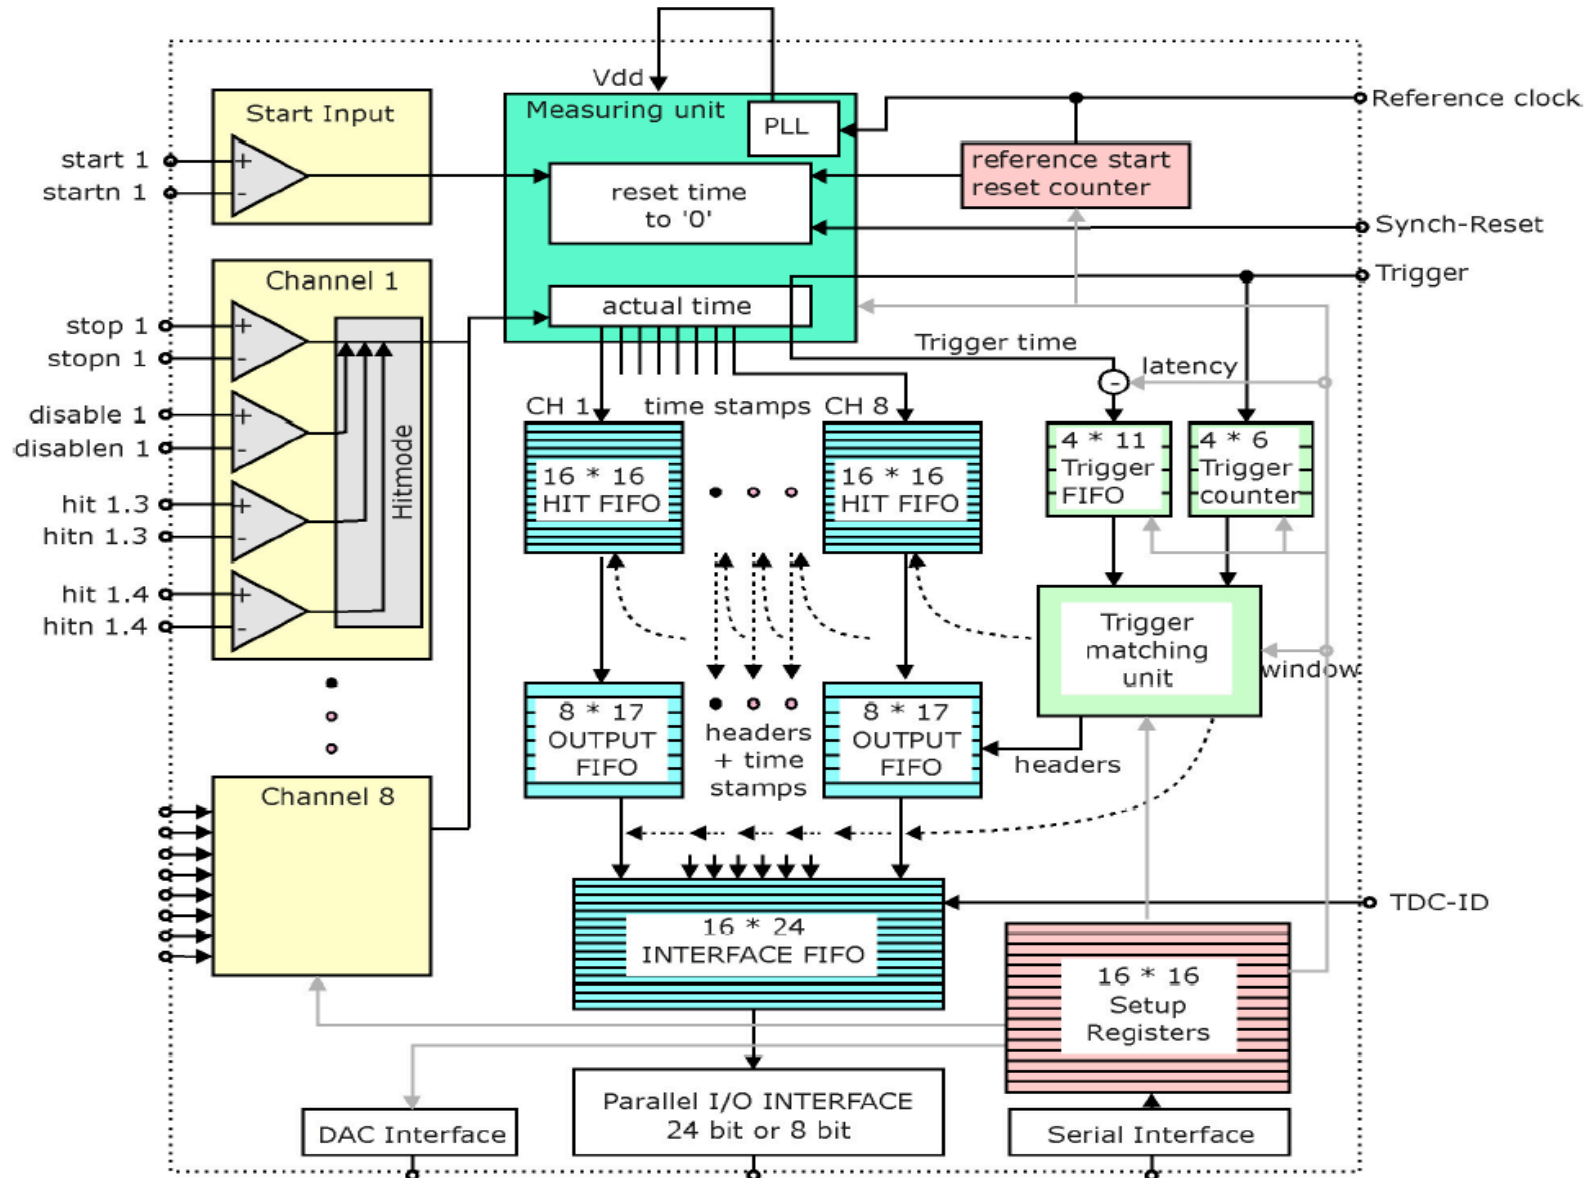 Vdd
Start Input
Measuring unit
PLL
Reference clock
start 1
+
reference start
reset counter
startn 1
-
reset time
to '0'
Synch-Reset
Channel 1
Trigger
actual time
stop 1
+
stopn 1
-
Trigger time
latency
-
CH 1
time stamps
CH 8
disable 1
+
disablen 1
-
Hitmode
16 * 16
HIT FIFO
16 * 16
HIT FIFO
4 * 11
Trigger
FIFO
4 * 6
Trigger
counter
hit 1.3
+
hitn 1.3
-
hit 1.4
+
hitn 1.4
-
Trigger
matching
unit
window
8 * 17
OUTPUT
FIFO
headers
+ time
stamps
8 * 17
OUTPUT
FIFO
headers
Channel 8
TDC-ID
16 * 24
INTERFACE FIFO
16 * 16
Setup
Registers
DAC Interface
Parallel I/O INTERFACE
24 bit or 8 bit
Serial Interface